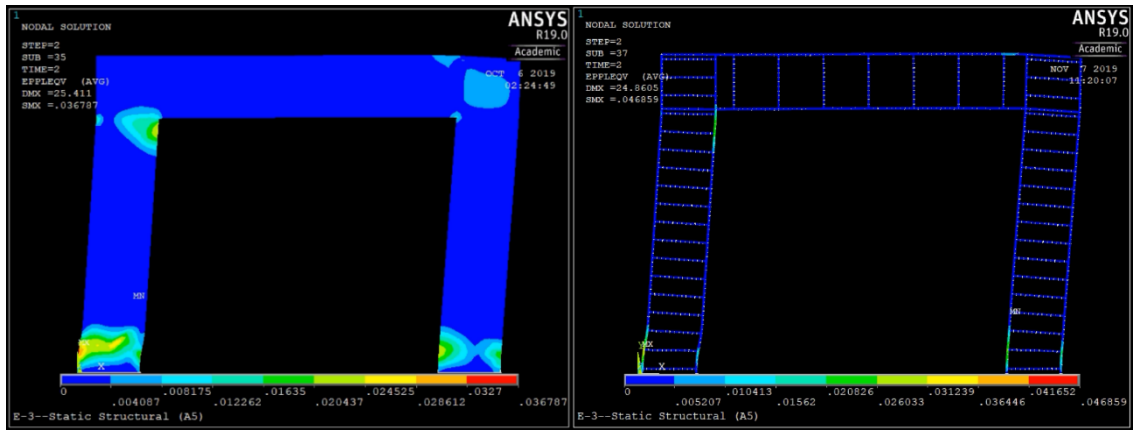 1
NODAL SOLUTION
STEP=2
SUB =35
TIME=2
EPPLEQV (AVG)
DMX =25.411
SMX =.036787
ANSYS
R19.0
Academic
OCT 6 2019
02:24:49
MN
MX
X
0 .008175 .01635 .024525 .0327
.004087 .012262 .020437 .028612 .036787
E-3--Static Structural (A5)
1
NODAL SOLUTION
STEP=2
SUB =37
TIME=2
EPPLEQV (AVG)
DMX =24.8605
SMX =.046859
ANSYS
R19.0
Academic
NOV 7 2019
11:20:07
MN
MX
X
0 .010413 .020826 .031239 .041652
.005207 .01562 .026033 .036446 .046859
E-3--Static Structural (A5)